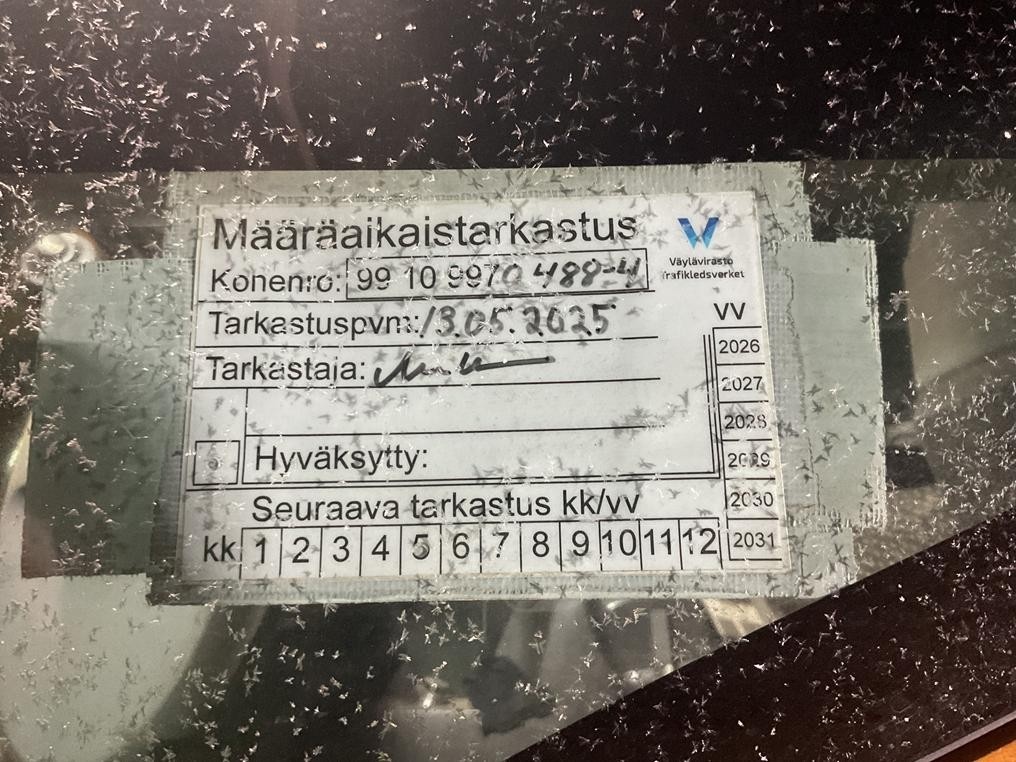 Määräaikaistarkastus
Väylävirasto
Trafikledsverket
Konenro: 99 10 9970 488-4
Tarkastuspvm: 13.05.2025
Tarkastaja:
Hyväksytty:
VV
2026
2027
2028
2029
2030
2031
Seuraava tarkastus kk/vv
kk 1 2 3 4 5 6 7 8 9 10 11 12